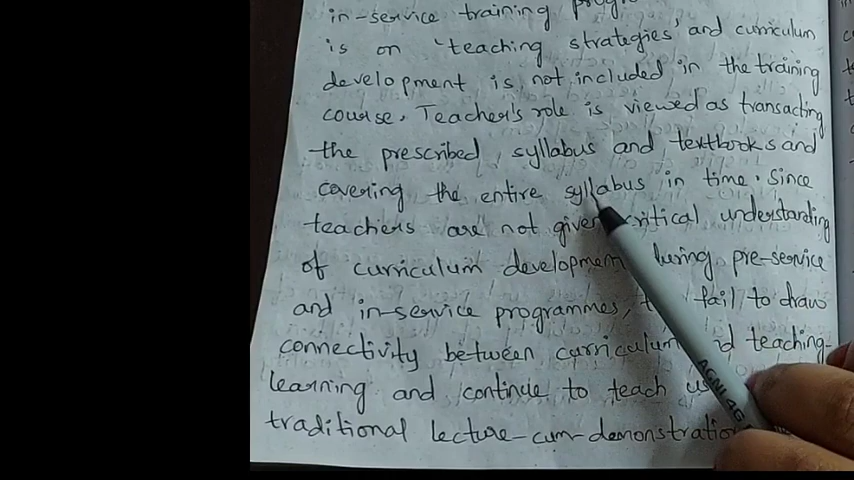 in-service training
is on 'teaching strategies' and curriculum
development is not included in the training
course. Teacher's role is viewed as transacting
the prescribed syllabus and textbooks and
covering the entire syllabus in time. Since
teachers are not given critical understanding
of curriculum development during pre-service
and in-service programmes, fail to draw
connectivity between curriculum and teaching-
learning and continue to teach
traditional lecture-cum-demonstration
AGNI 4G